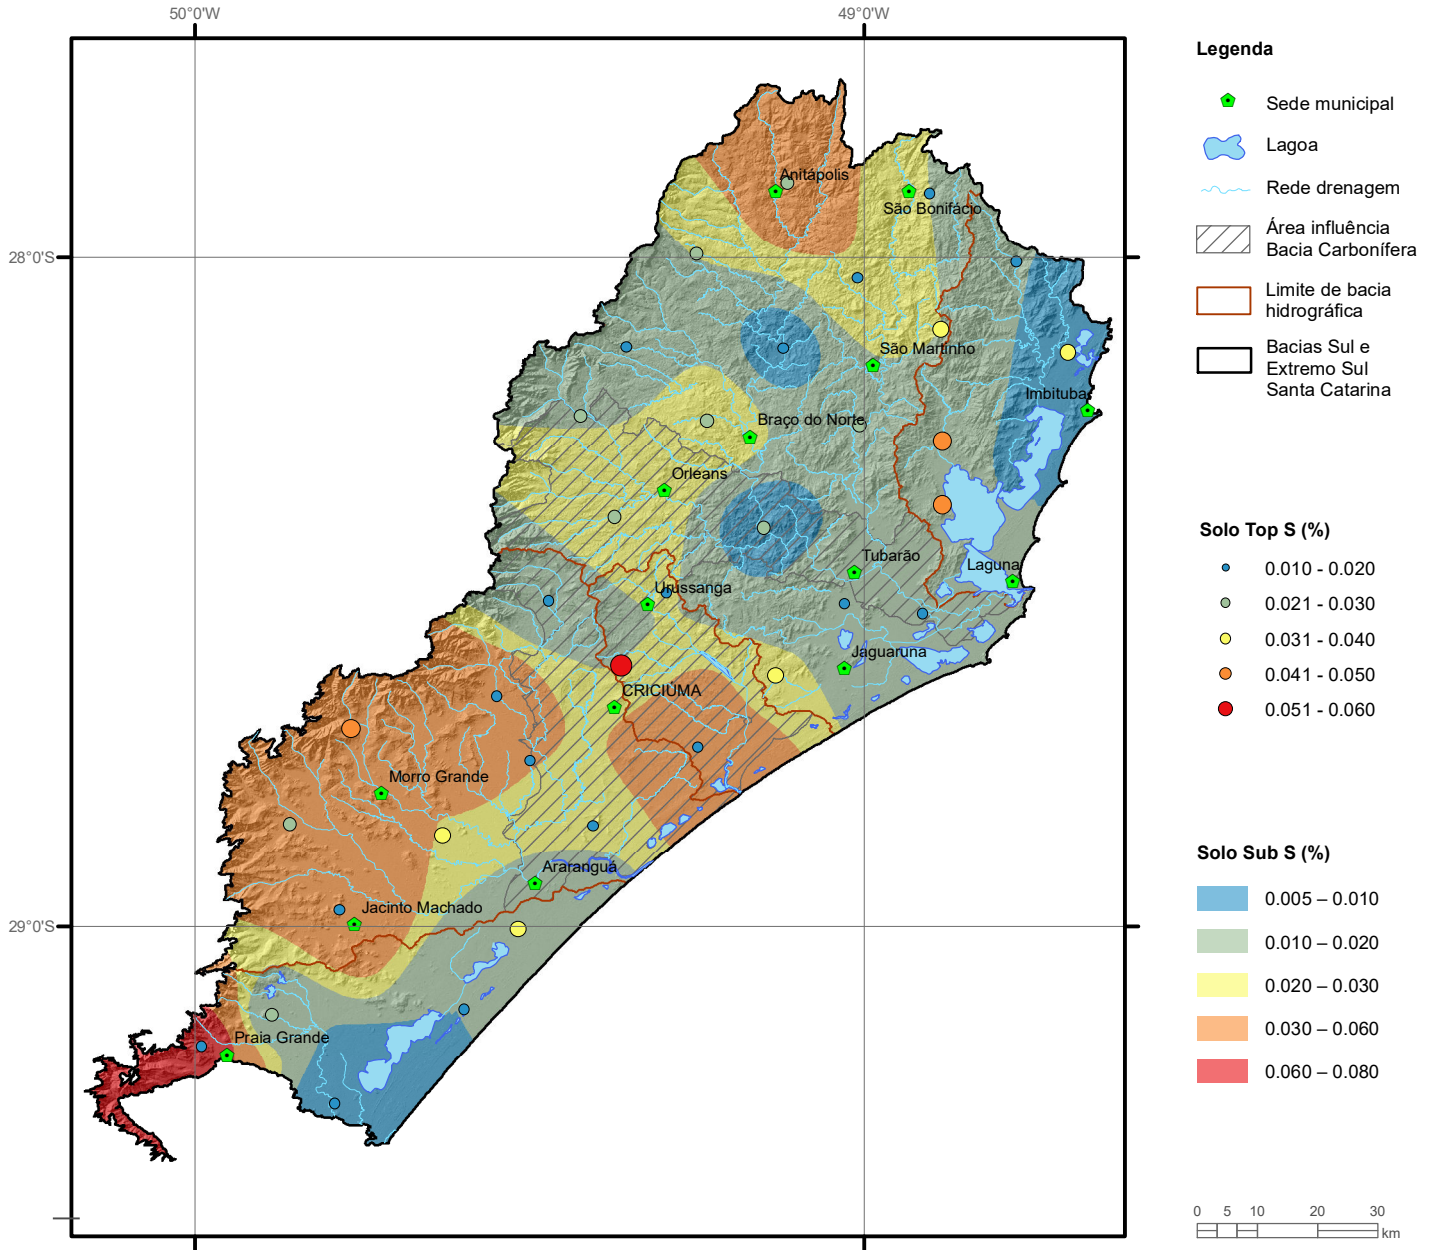 50°0'W
49°0'W
28°0'S
29°0'S
Anitápolis
São Bonifácio
São Martinho
Imbituba
Braço do Norte
Orleans
Tubarão
Laguna
Urussanga
Jaguaruna
CRICIÚMA
Morro Grande
Araranguá
Jacinto Machado
Praia Grande
Legenda
Sede municipal
Lagoa
Rede drenagem
Área influência
Bacia Carbonífera
Limite de bacia
hidrográfica
Bacias Sul e
Extremo Sul
Santa Catarina
Solo Top S (%)
0.010 - 0.020
0.021 - 0.030
0.031 - 0.040
0.041 - 0.050
0.051 - 0.060
Solo Sub S (%)
0.005 – 0.010
0.010 – 0.020
0.020 – 0.030
0.030 – 0.060
0.060 – 0.080
0 5 10 20 30
km